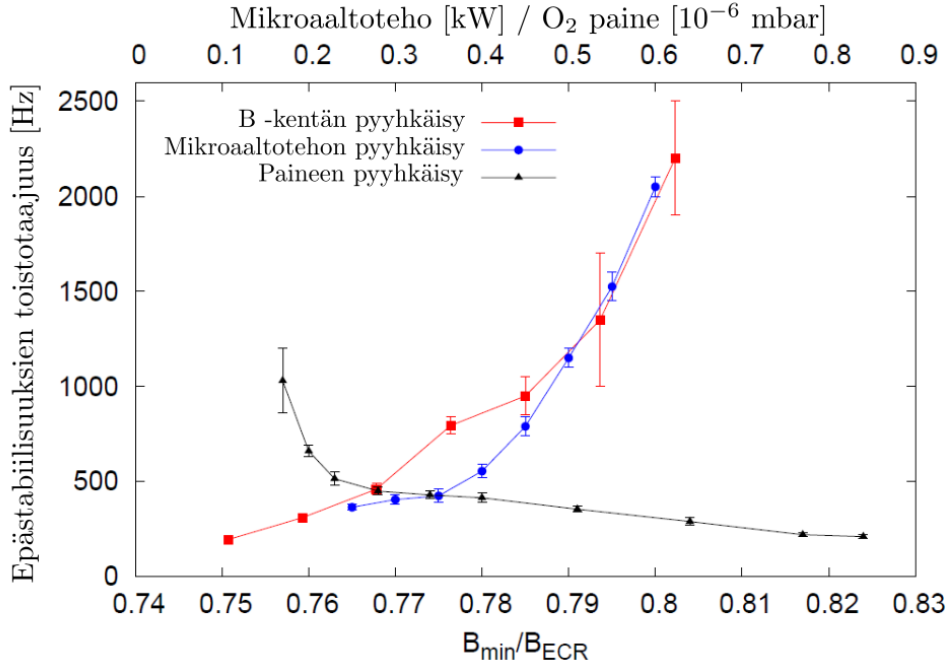 Mikroaaltoteho [kW] / O₂ paine [10⁻⁶ mbar]
0 0.1 0.2 0.3 0.4 0.5 0.6 0.7 0.8 0.9
Epästabiilisuuksien toistotaajuus [Hz]
2500
2000
1500
1000
500
0
B -kentän pyyhkäisy
Mikroaaltotehon pyyhkäisy
Paineen pyyhkäisy
0.74 0.75 0.76 0.77 0.78 0.79 0.8 0.81 0.82 0.83
Bmin/BECR